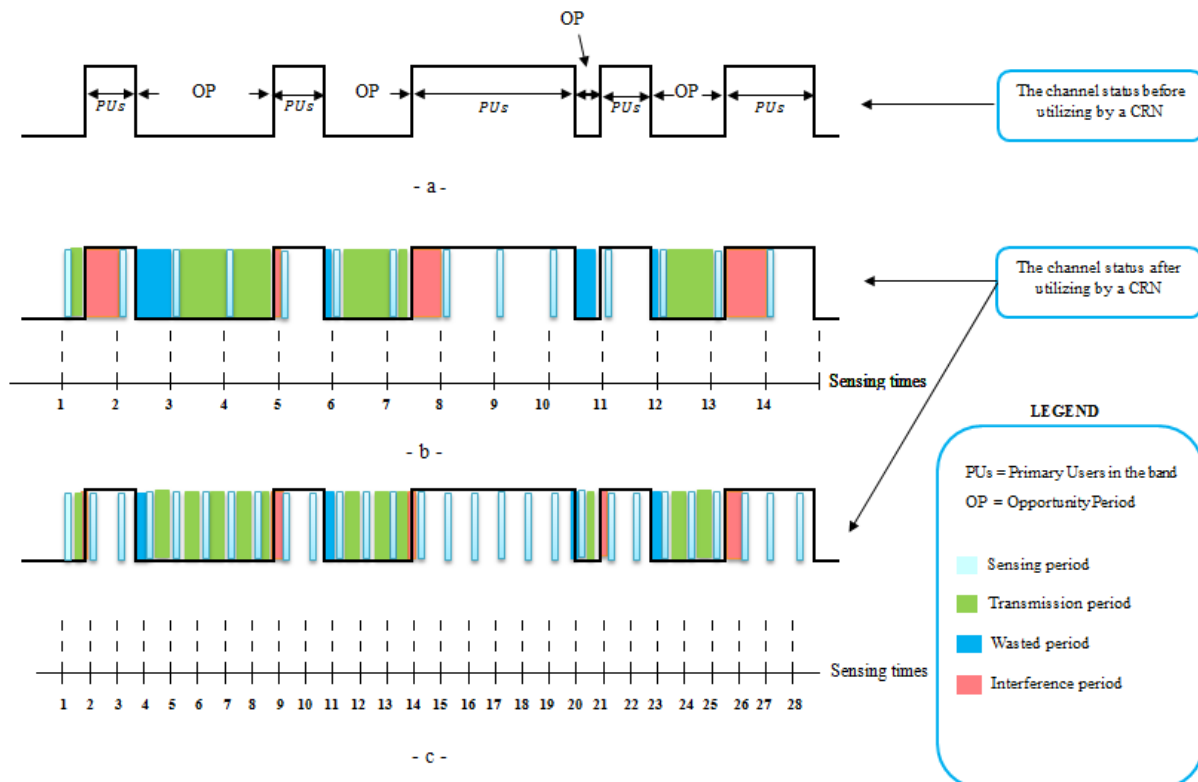 OP
OP
OP
OP
PUs
PUs
PUs
PUs
PUs
The channel status before
utilizing by a CRN
- a -
The channel status after
utilizing by a CRN
Sensing times
1 2 3 4 5 6 7 8 9 10 11 12 13 14
- b -
LEGEND
PUs = Primary Users in the band
OP = Opportunity Period
Sensing period
Transmission period
Wasted period
Interference period
Sensing times
1 2 3 4 5 6 7 8 9 10 11 12 13 14 15 16 17 18 19 20 21 22 23 24 25 26 27 28
- c -